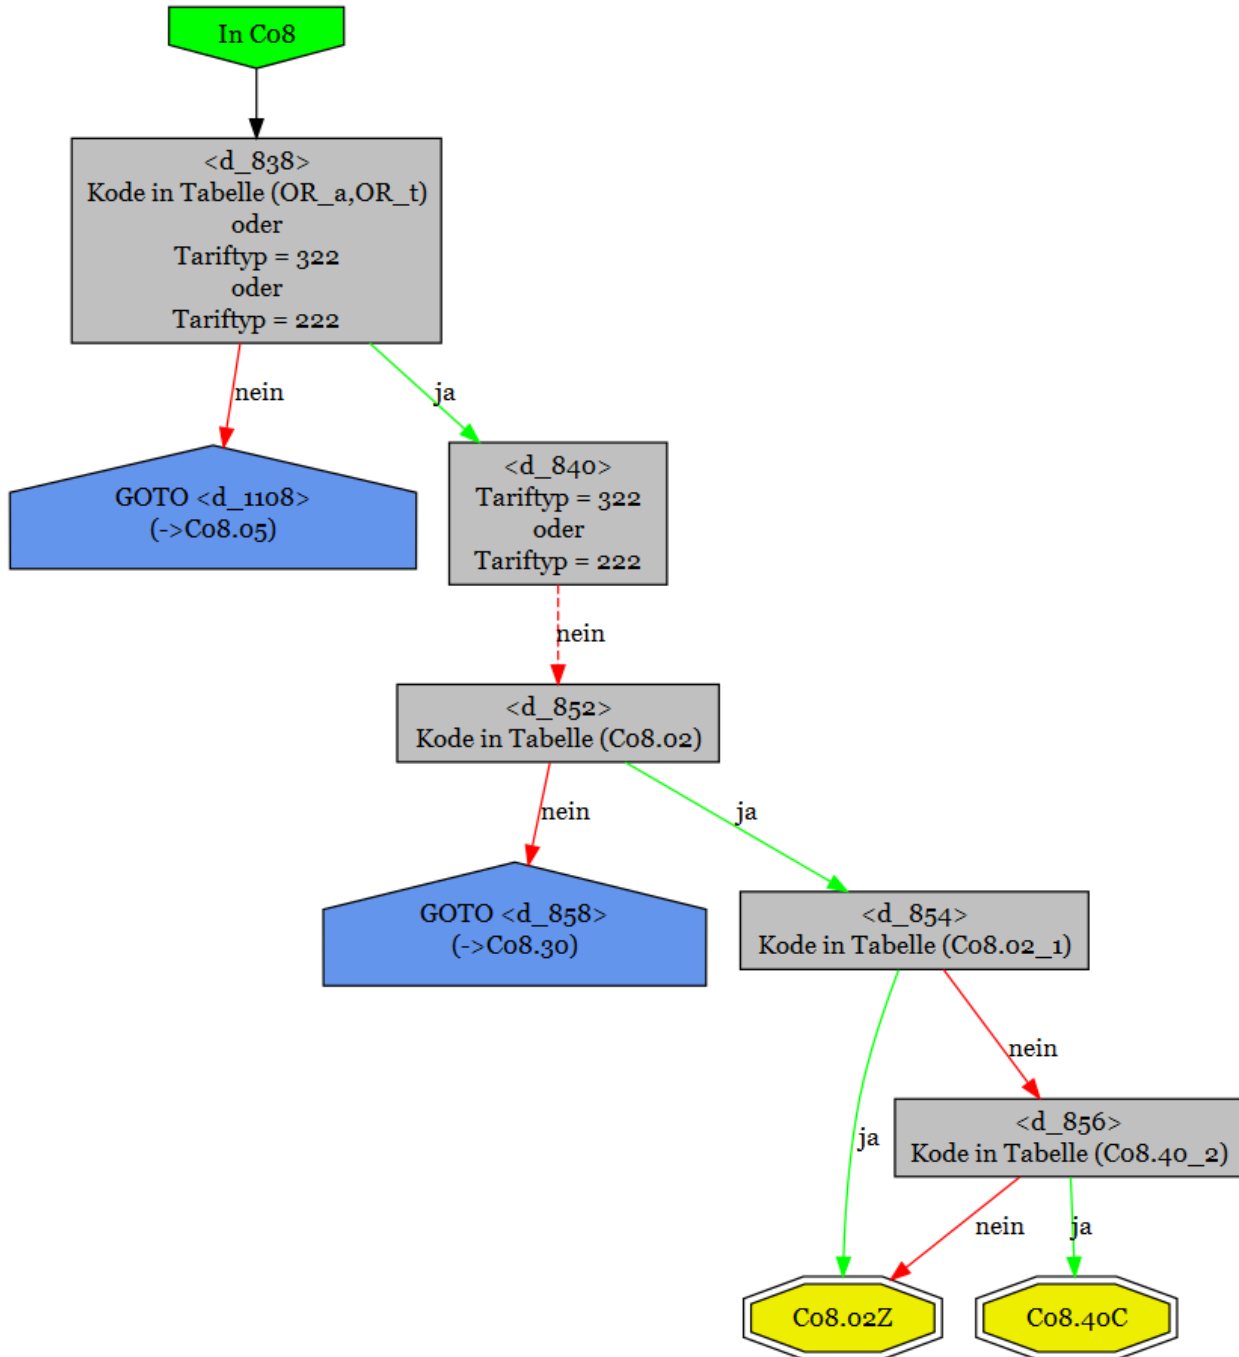 In C08
<d_838>
Kode in Tabelle (OR_a,OR_t)
oder
Tariftyp = 322
oder
Tariftyp = 222
nein
ja
GOTO <d_1108>
(->C08.05)
<d_840>
Tariftyp = 322
oder
Tariftyp = 222
nein
<d_852>
Kode in Tabelle (C08.02)
nein
ja
GOTO <d_858>
(->C08.30)
<d_854>
Kode in Tabelle (C08.02_1)
nein
ja
<d_856>
Kode in Tabelle (C08.40_2)
nein
ja
C08.02Z
C08.40C